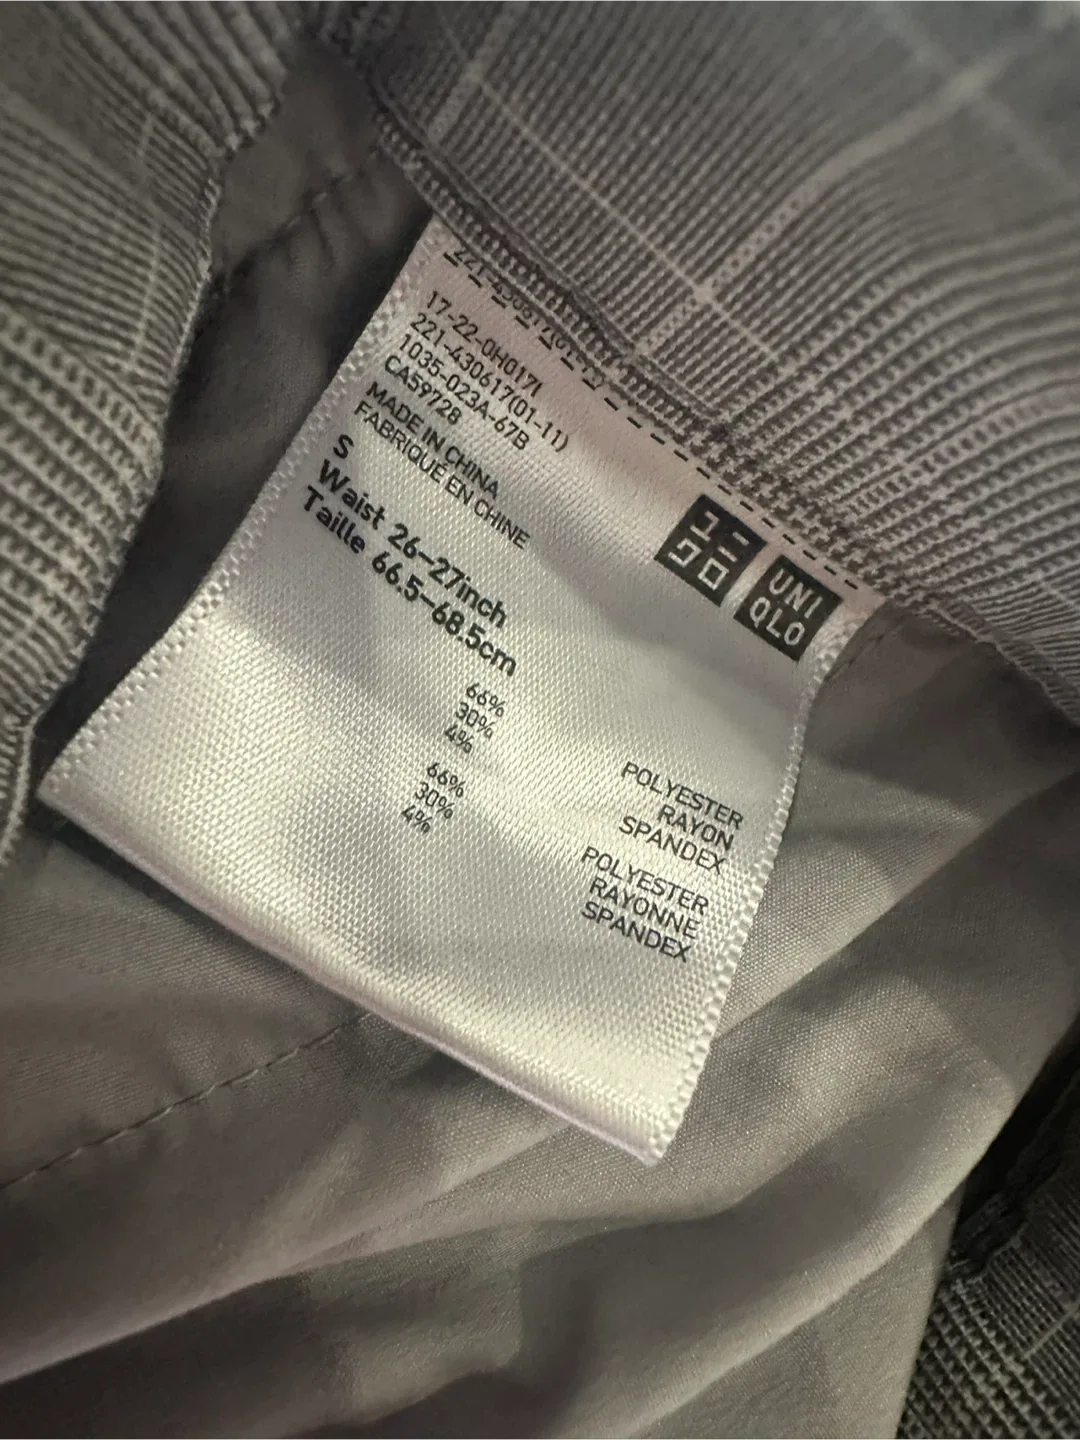 17-22-0H017I
221-430617(01-11)
1035-023A-67B
CA59728
MADE IN CHINA
FABRIQUÉ EN CHINE
S
Waist 26-27inch
Taille 66.5-68.5cm
ユニ
クロ
UNI
QLO
66% POLYESTER
30% RAYON
4% SPANDEX
66% POLYESTER
30% RAYONNE
4% SPANDEX